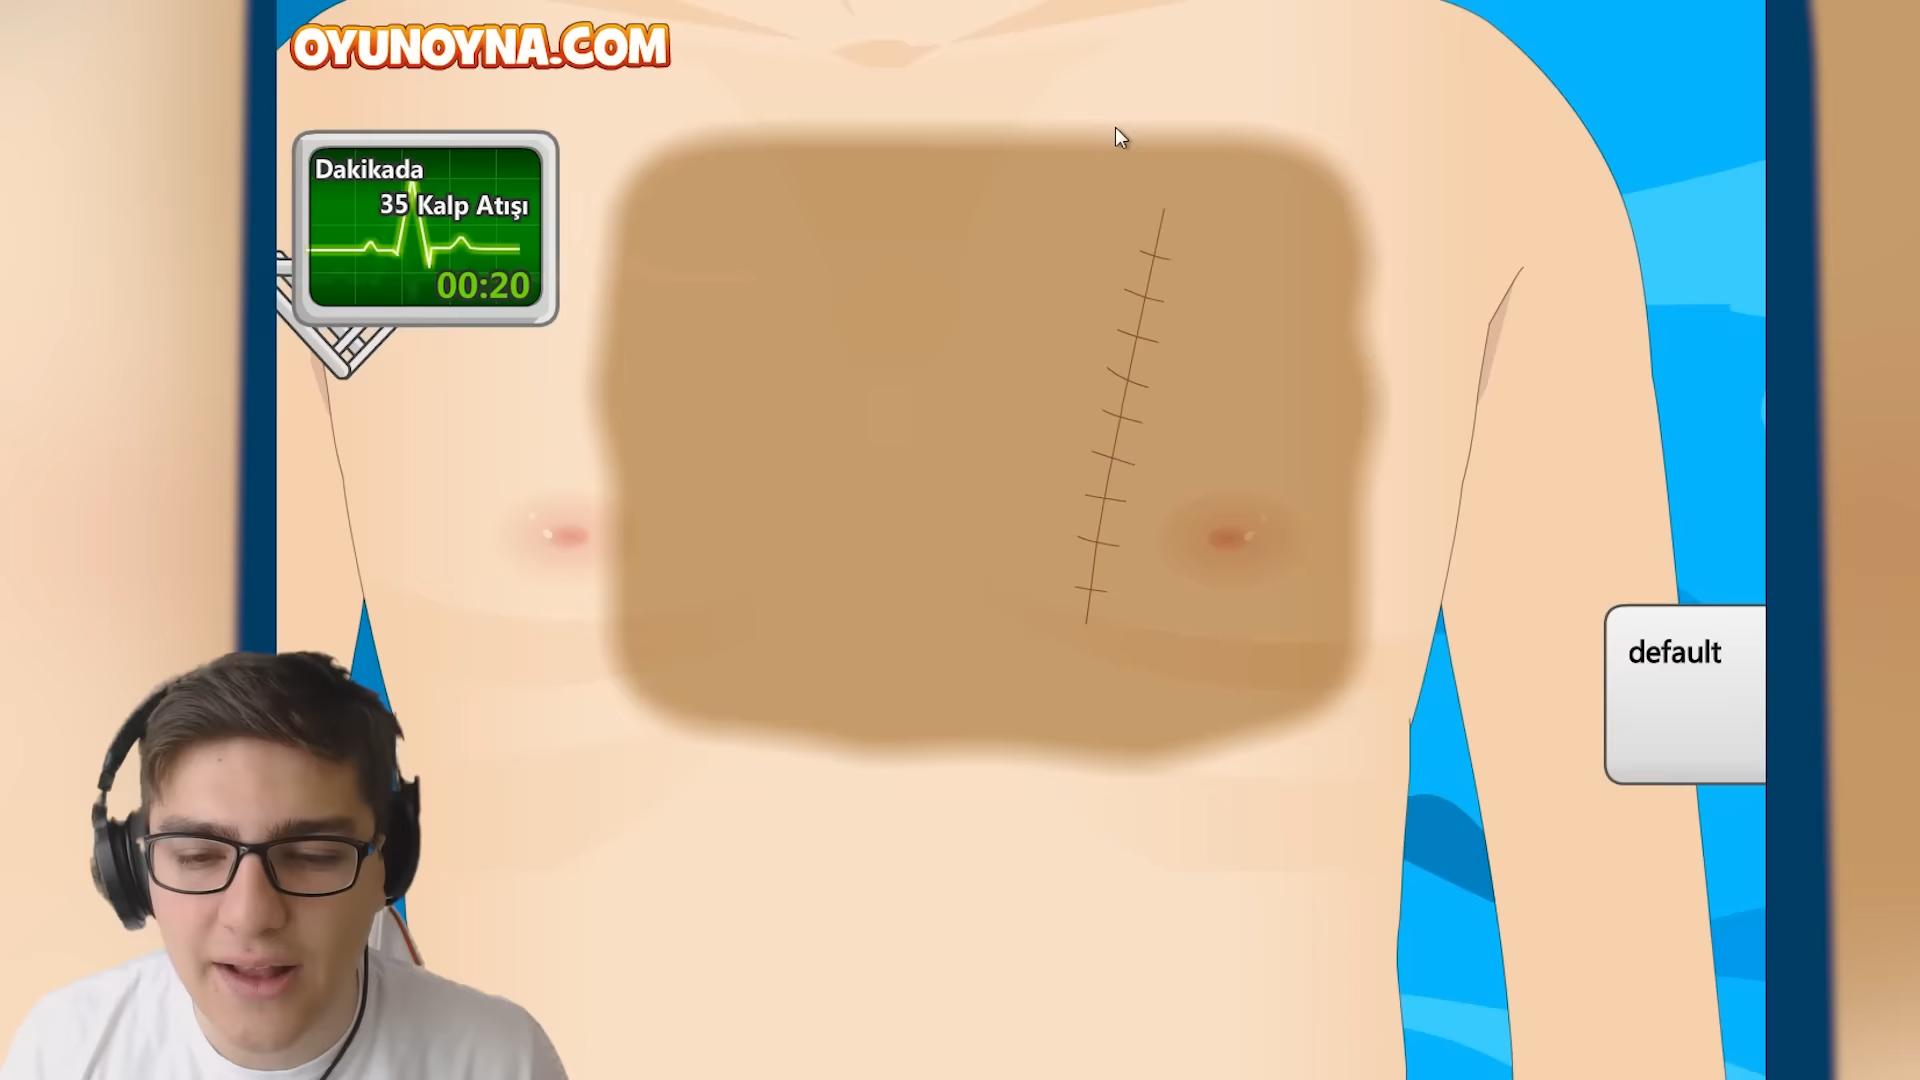 OYUNOYNA.COM
Dakikada
35 Kalp Atışı
00:20
default